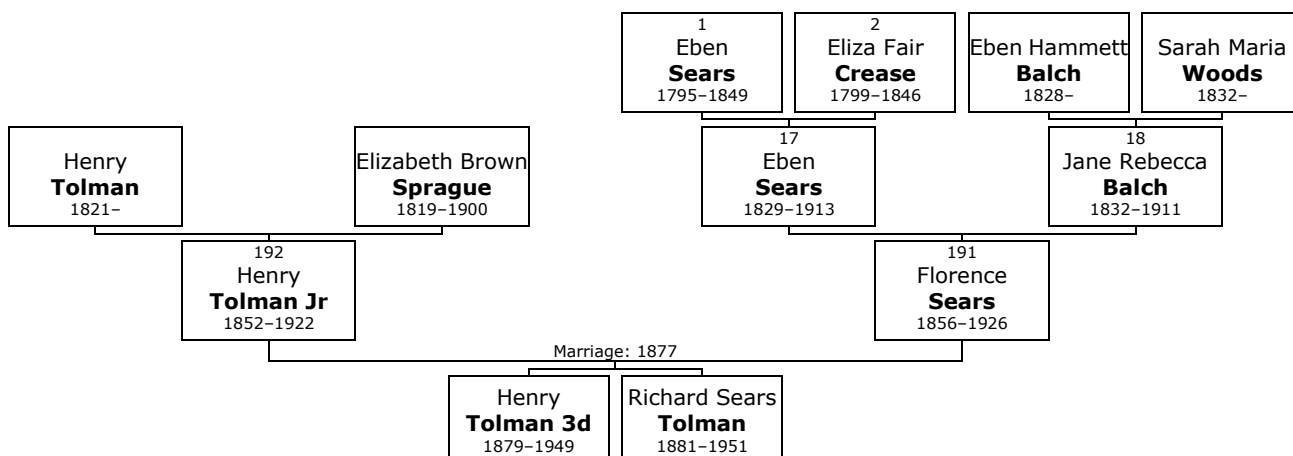 1
Eben
Sears
1795–1849
2
Eliza Fair
Crease
1799–1846
Eben Hammett
Balch
1828–
Sarah Maria
Woods
1832–
Henry
Tolman
1821–
Elizabeth Brown
Sprague
1819–1900
17
Eben
Sears
1829–1913
18
Jane Rebecca
Balch
1832–1911
192
Henry
Tolman Jr
1852–1922
191
Florence
Sears
1856–1926
Marriage: 1877
Henry
Tolman 3d
1879–1949
Richard Sears
Tolman
1881–1951